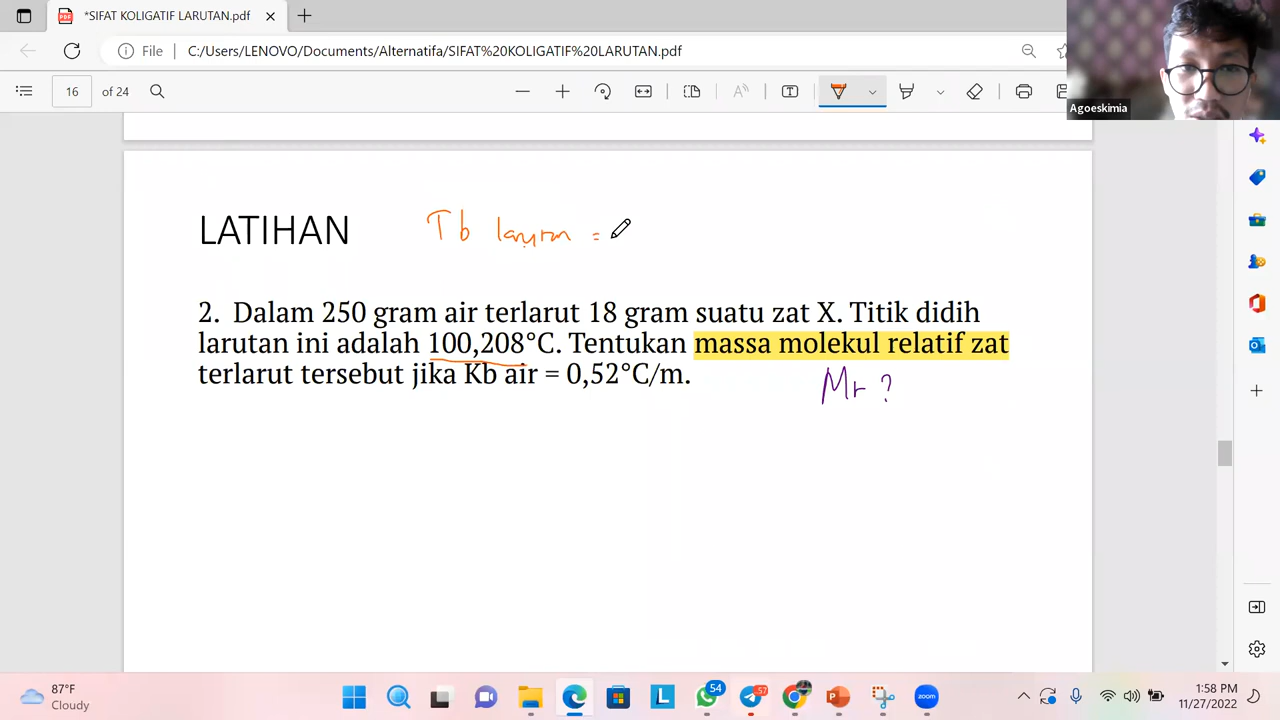 *SIFAT KOLIGATIF LARUTAN.pdf
File C:/Users/LENOVO/Documents/Alternatifa/SIFAT%20KOLIGATIF%20LARUTAN.pdf
16 of 24
Agoeskimia
LATIHAN Tb larutan =
2. Dalam 250 gram air terlarut 18 gram suatu zat X. Titik didih
larutan ini adalah 100,208°C. Tentukan massa molekul relatif zat
terlarut tersebut jika Kb air = 0,52°C/m.
Mr ?
87°F
Cloudy
54
57
1:58 PM
11/27/2022